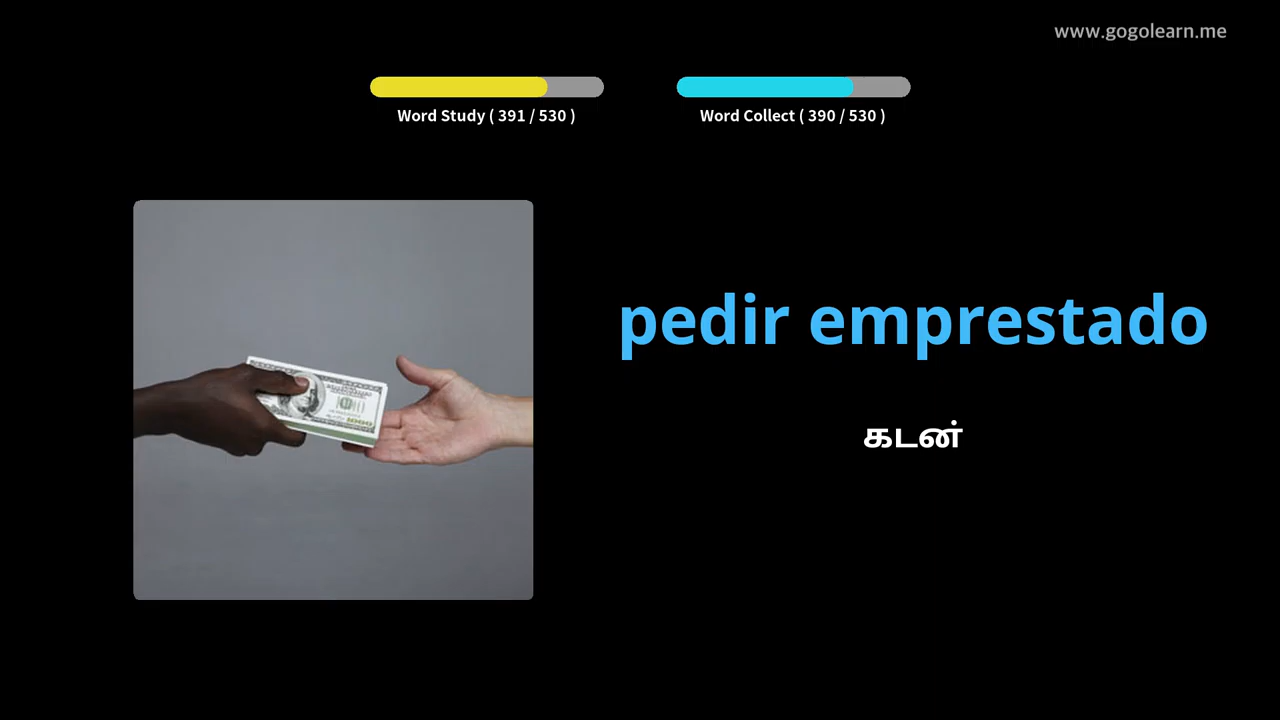 www.gogolearn.me
Word Study ( 391 / 530 )
Word Collect ( 390 / 530 )
pedir emprestado
கடன்